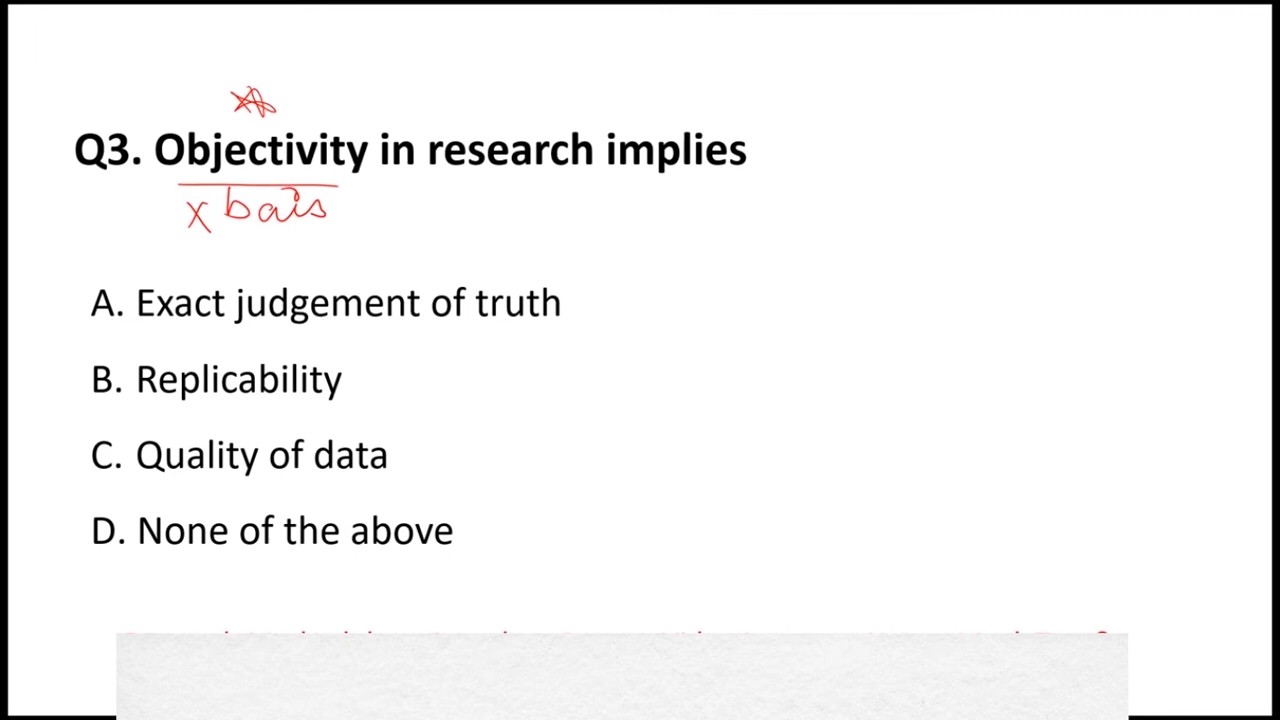 Q3. Objectivity in research implies
x bais
A. Exact judgement of truth
B. Replicability
C. Quality of data
D. None of the above